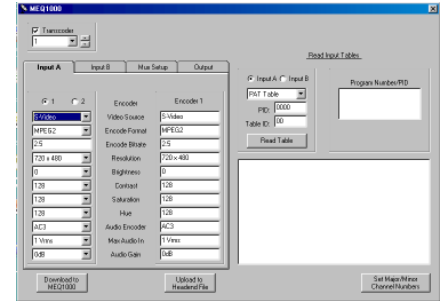 MEQ1000
Transcoder
1
Input A Input B Mux Setup Output
1 2 Encoder Encoder 1
S-Video Video Source S-Video
MPEG2 Encode Format MPEG2
2.5 Encode Bitrate 2.5
720 x 480 Resolution 720 x 480
0 Brightness 0
128 Contrast 128
128 Saturation 128
128 Hue 128
AC3 Audio Encoder AC3
1 Vrms Max Audio In 1 Vrms
0dB Audio Gain 0dB
Download to MEQ1000
Upload to Headend File
Read Input Tables
Input A Input B
PAT Table
PID: 0000
Table ID: 00
Read Table
Program Number/PID
Set Major/Minor Channel Numbers